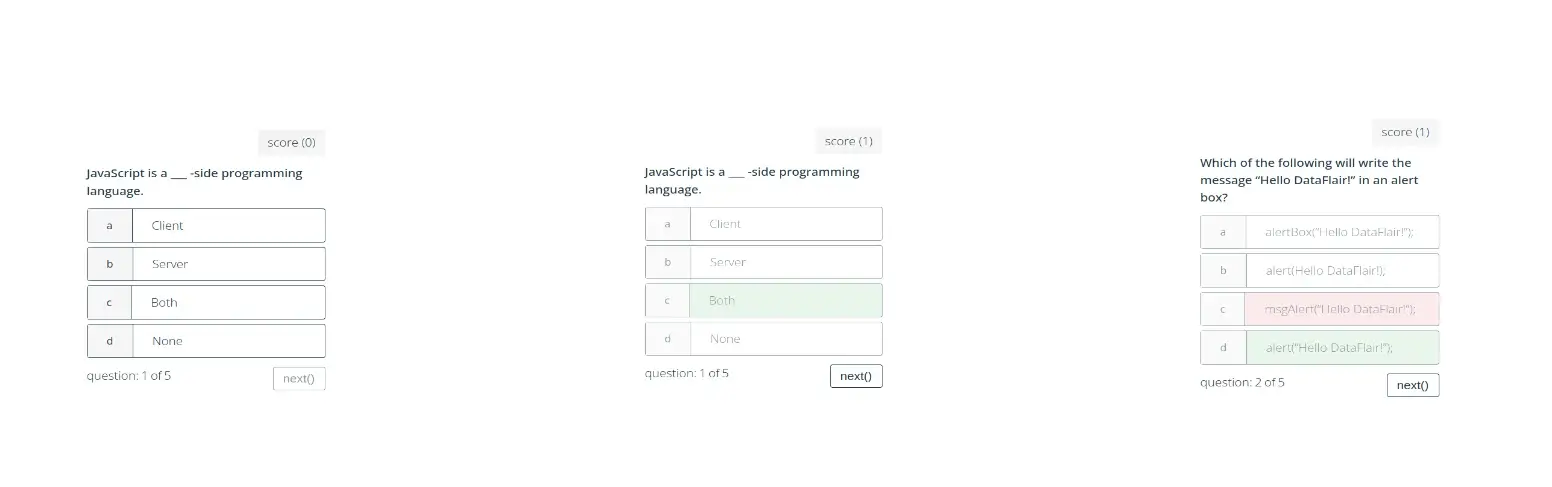 score (0)
JavaScript is a ___ -side programming
language.
a Client
b Server
c Both
d None
question: 1 of 5 next()
score (1)
JavaScript is a ___ -side programming
language.
a Client
b Server
c Both
d None
question: 1 of 5 next()
score (1)
Which of the following will write the
message “Hello DataFlair!” in an alert
box?
a alertBox(“Hello DataFlair!”);
b alert(Hello DataFlair!);
c msgAlert(“Hello DataFlair!”);
d alert(“Hello DataFlair!”);
question: 2 of 5 next()